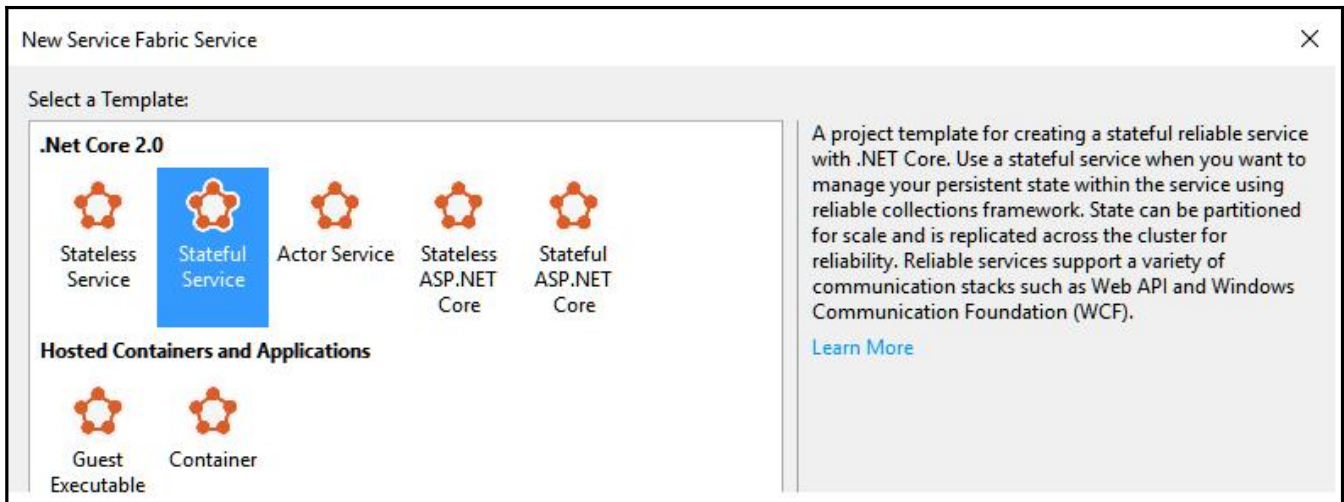 New Service Fabric Service
Select a Template:
.Net Core 2.0
Stateless
Service
Stateful
Service
Actor Service
Stateless
ASP.NET
Core
Stateful
ASP.NET
Core
Hosted Containers and Applications
Guest
Executable
Container
A project template for creating a stateful reliable service
with .NET Core. Use a stateful service when you want to
manage your persistent state within the service using
reliable collections framework. State can be partitioned
for scale and is replicated across the cluster for
reliability. Reliable services support a variety of
communication stacks such as Web API and Windows
Communication Foundation (WCF).
Learn More